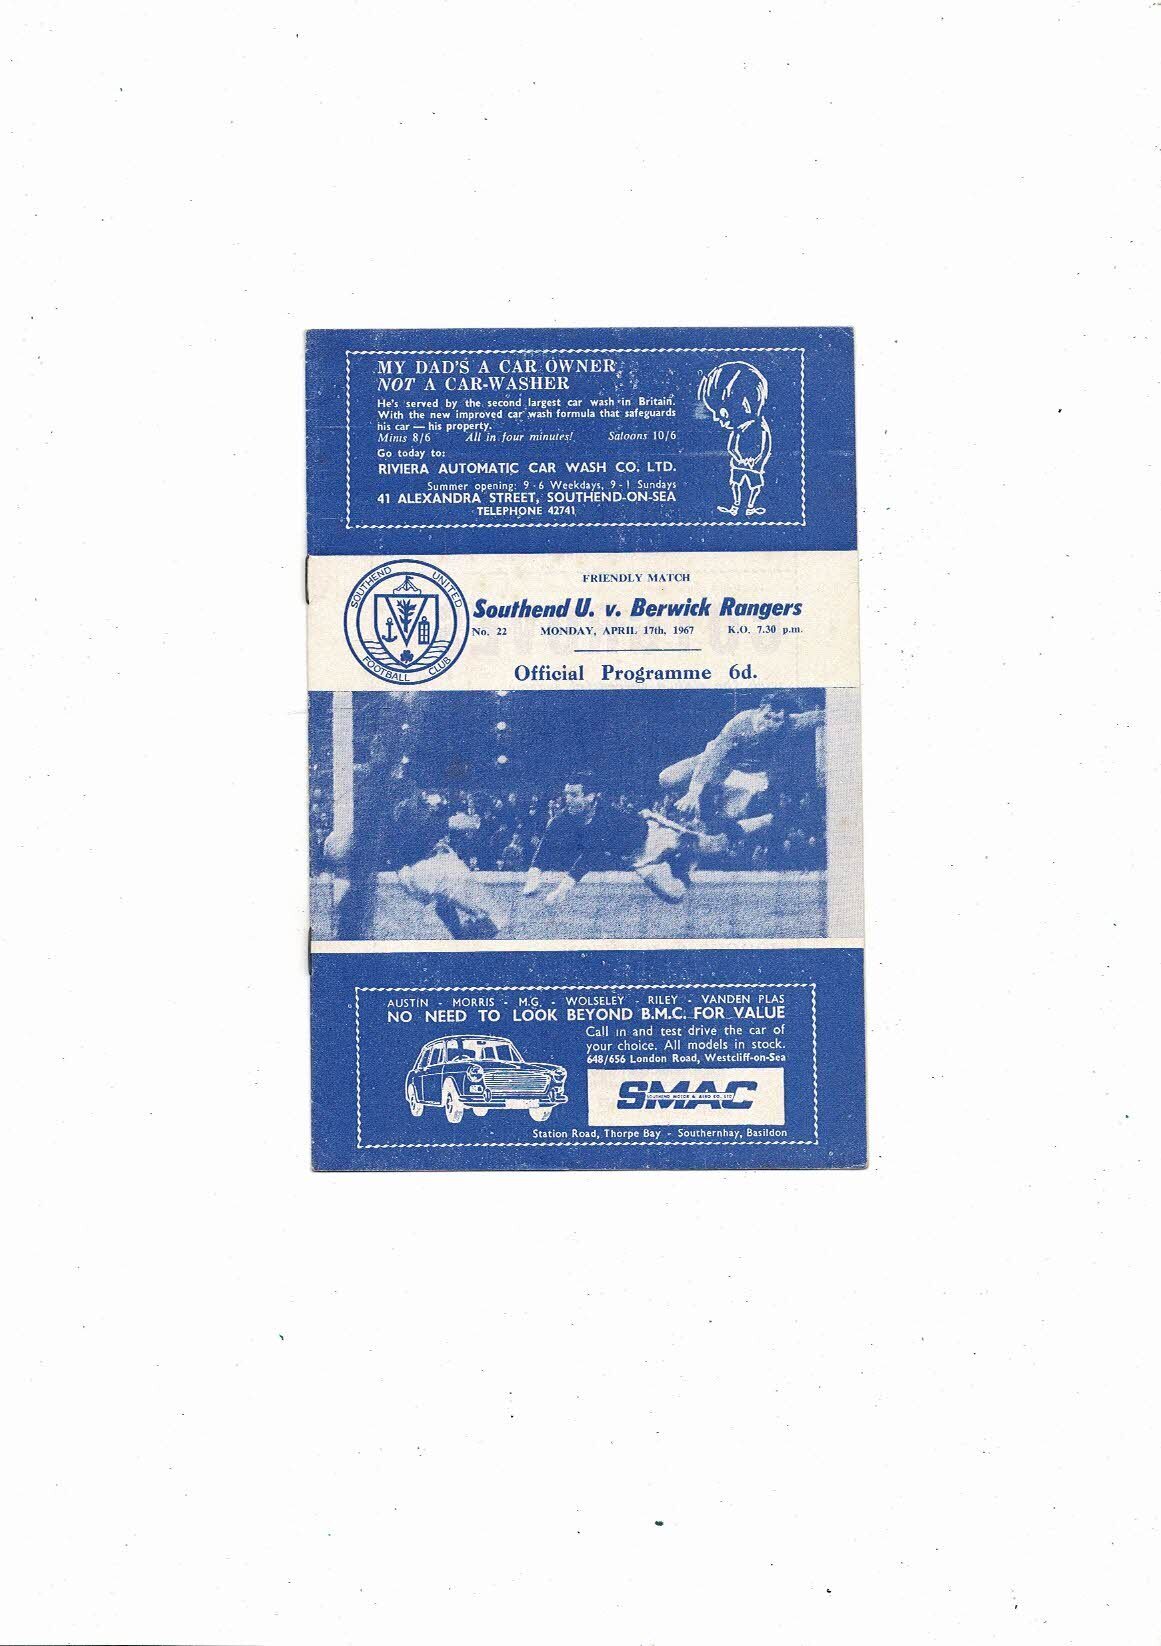 MY DAD'S A CAR OWNER
NOT A CAR-WASHER
He's served by the second largest car wash in Britain.
With the new improved car wash formula that safeguards
his car — his property.
Minis 8/6 All in four minutes! Saloons 10/6
Go today to:
RIVIERA AUTOMATIC CAR WASH CO. LTD.
Summer opening: 9 - 6 Weekdays, 9 - 1 Sundays
41 ALEXANDRA STREET, SOUTHEND-ON-SEA
TELEPHONE 42741
SOUTHEND UNITED
FOOTBALL CLUB
FRIENDLY MATCH
Southend U. v. Berwick Rangers
No. 22 MONDAY, APRIL 17th, 1967 K.O. 7.30 p.m.
Official Programme 6d.
AUSTIN - MORRIS - M.G. - WOLSELEY - RILEY - VANDEN PLAS
NO NEED TO LOOK BEYOND B.M.C. FOR VALUE
Call in and test drive the car of
your choice. All models in stock.
648/656 London Road, Westcliff-on-Sea
SMAC
SOUTHEND MOTOR & AERO CO. LTD
Station Road, Thorpe Bay - Southernhay, Basildon